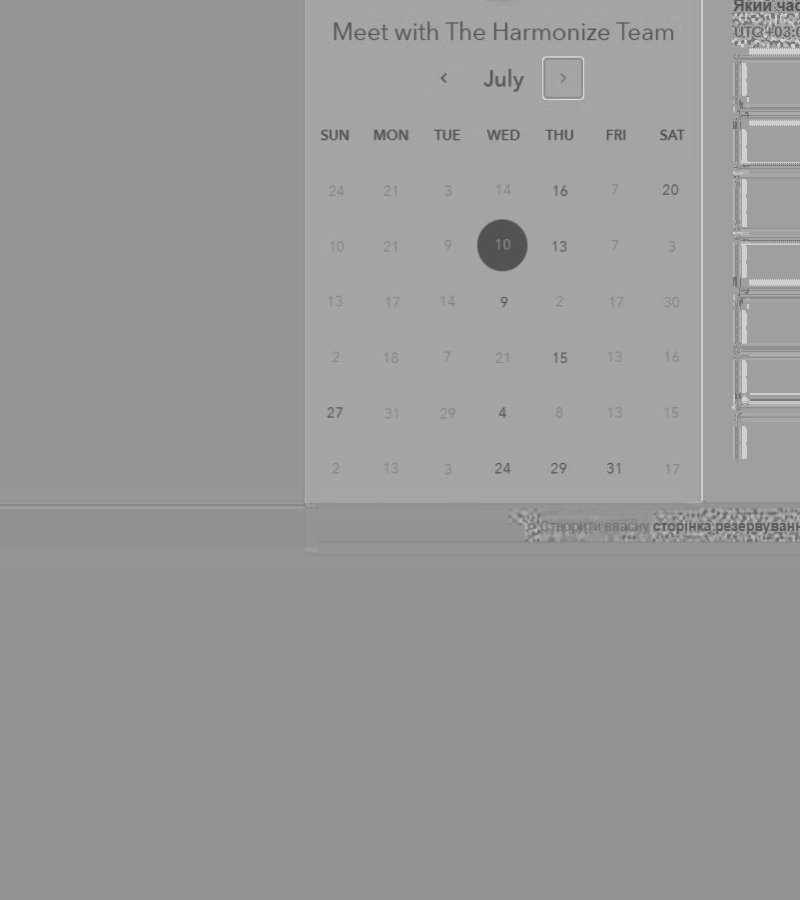 Meet with The Harmonize Team
July
SUN MON TUE WED THU FRI SAT
24 21 3 14 16 7 20
10 21 9 10 13 7 3
13 17 14 9 2 17 30
2 18 7 21 15 13 16
27 31 29 4 8 13 15
2 13 3 24 29 31 17
Який
UTC+03:0
Створити власну сторінка резервуван